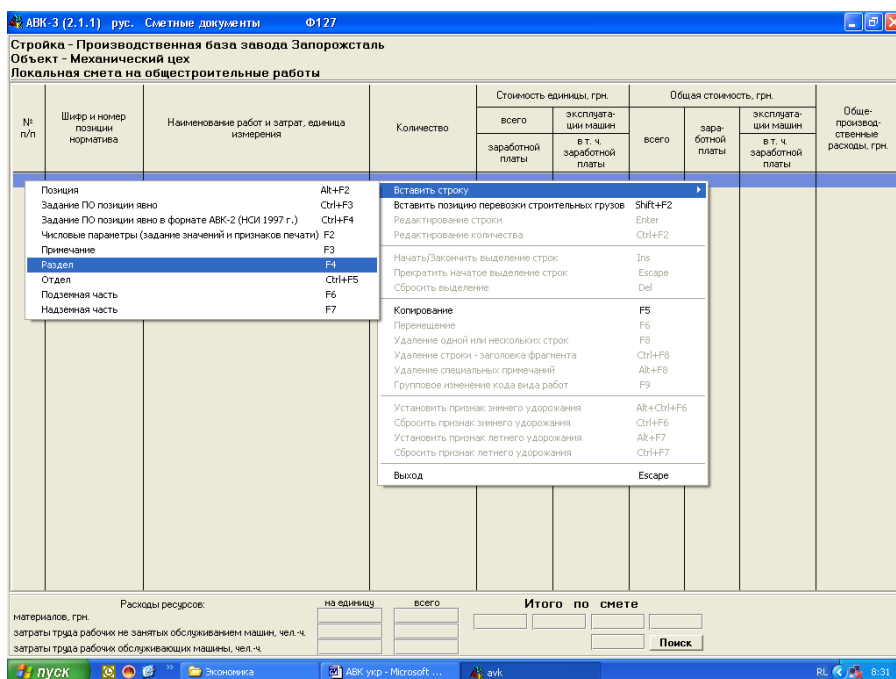 АВК-3 (2.1.1) рус. Сметные документы Ф127
Стройка - Производственная база завода Запорожсталь
Объект - Механический цех
Локальная смета на общестроительные работы
№ п/п
Шифр и номер позиции норматива
Наименование работ и затрат, единица измерения
Количество
Стоимость единицы, грн.
всего
заработной платы
эксплуата-ции машин
в т. ч. заработной платы
Общая стоимость, грн.
всего
зара-ботной платы
эксплуата-ции машин
в т. ч. заработной платы
Обще-производ-ственные расходы, грн.
Позиция Alt+F2
Задание ПО позиции явно Ctrl+F3
Задание ПО позиции явно в формате АВК-2 (НСИ 1997 г.) Ctrl+F4
Числовые параметры (задание значений и признаков печати) F2
Примечание F3
Раздел F4
Отдел Ctrl+F5
Подземная часть F6
Надземная часть F7
Вставить строку
Вставить позицию перевозки строительных грузов Shift+F2
Редактирование строки Enter
Редактирование количества Ctrl+F2
Начать/Закончить выделение строк Ins
Прекратить начатое выделение строк Escape
Сбросить выделение Del
Копирование F5
Перемещение F6
Удаление одной или нескольких строк F8
Удаление строки - заголовка фрагмента Ctrl+F8
Удаление специальных примечаний Alt+F8
Групповое изменение кода вида работ F9
Установить признак зимнего удорожания Alt+Ctrl+F6
Сбросить признак зимнего удорожания Ctrl+F6
Установить признак летнего удорожания Alt+F7
Сбросить признак летнего удорожания Ctrl+F7
Выход Escape
Расходы ресурсов: на единицу всего
материалов, грн.
затраты труда рабочих не занятых обслуживанием машин, чел.-ч.
затраты труда рабочих обслуживающих машины, чел.-ч.
Итого по смете
Поиск
пуск
Экономика
АВК укр - Microsoft ...
avk
RL
8:31